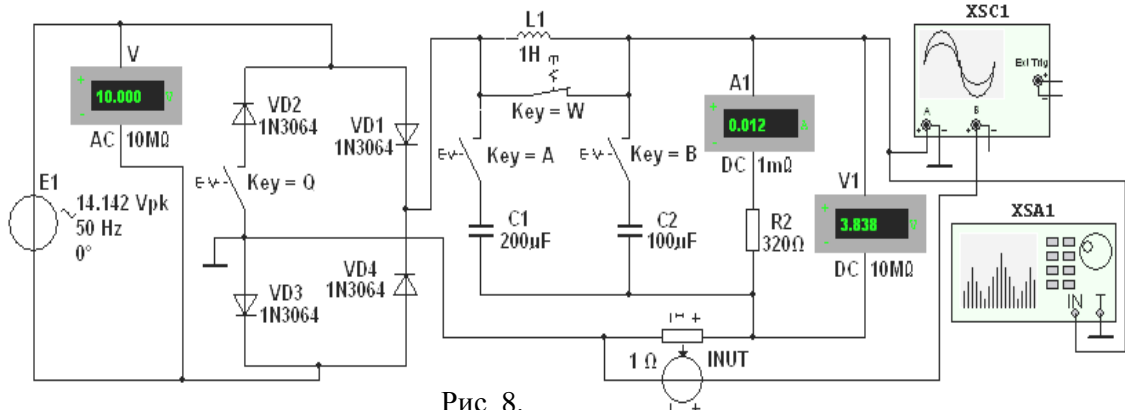 XSC1
L1
1H
V
Ext Trig
A1
10.000 V
VD2
1N3064
VD1
1N3064
Key = W
A
B
0.012 A
AC 10MΩ
Key = A
Key = B
DC 1mΩ
E1
Key = Q
V1
14.142 Vpk
50 Hz
0°
XSA1
3.838 V
C1
200µF
C2
100µF
R2
320Ω
VD4
1N3064
VD3
1N3064
DC 10MΩ
IN T
1 Ω INUT
Рис 8.